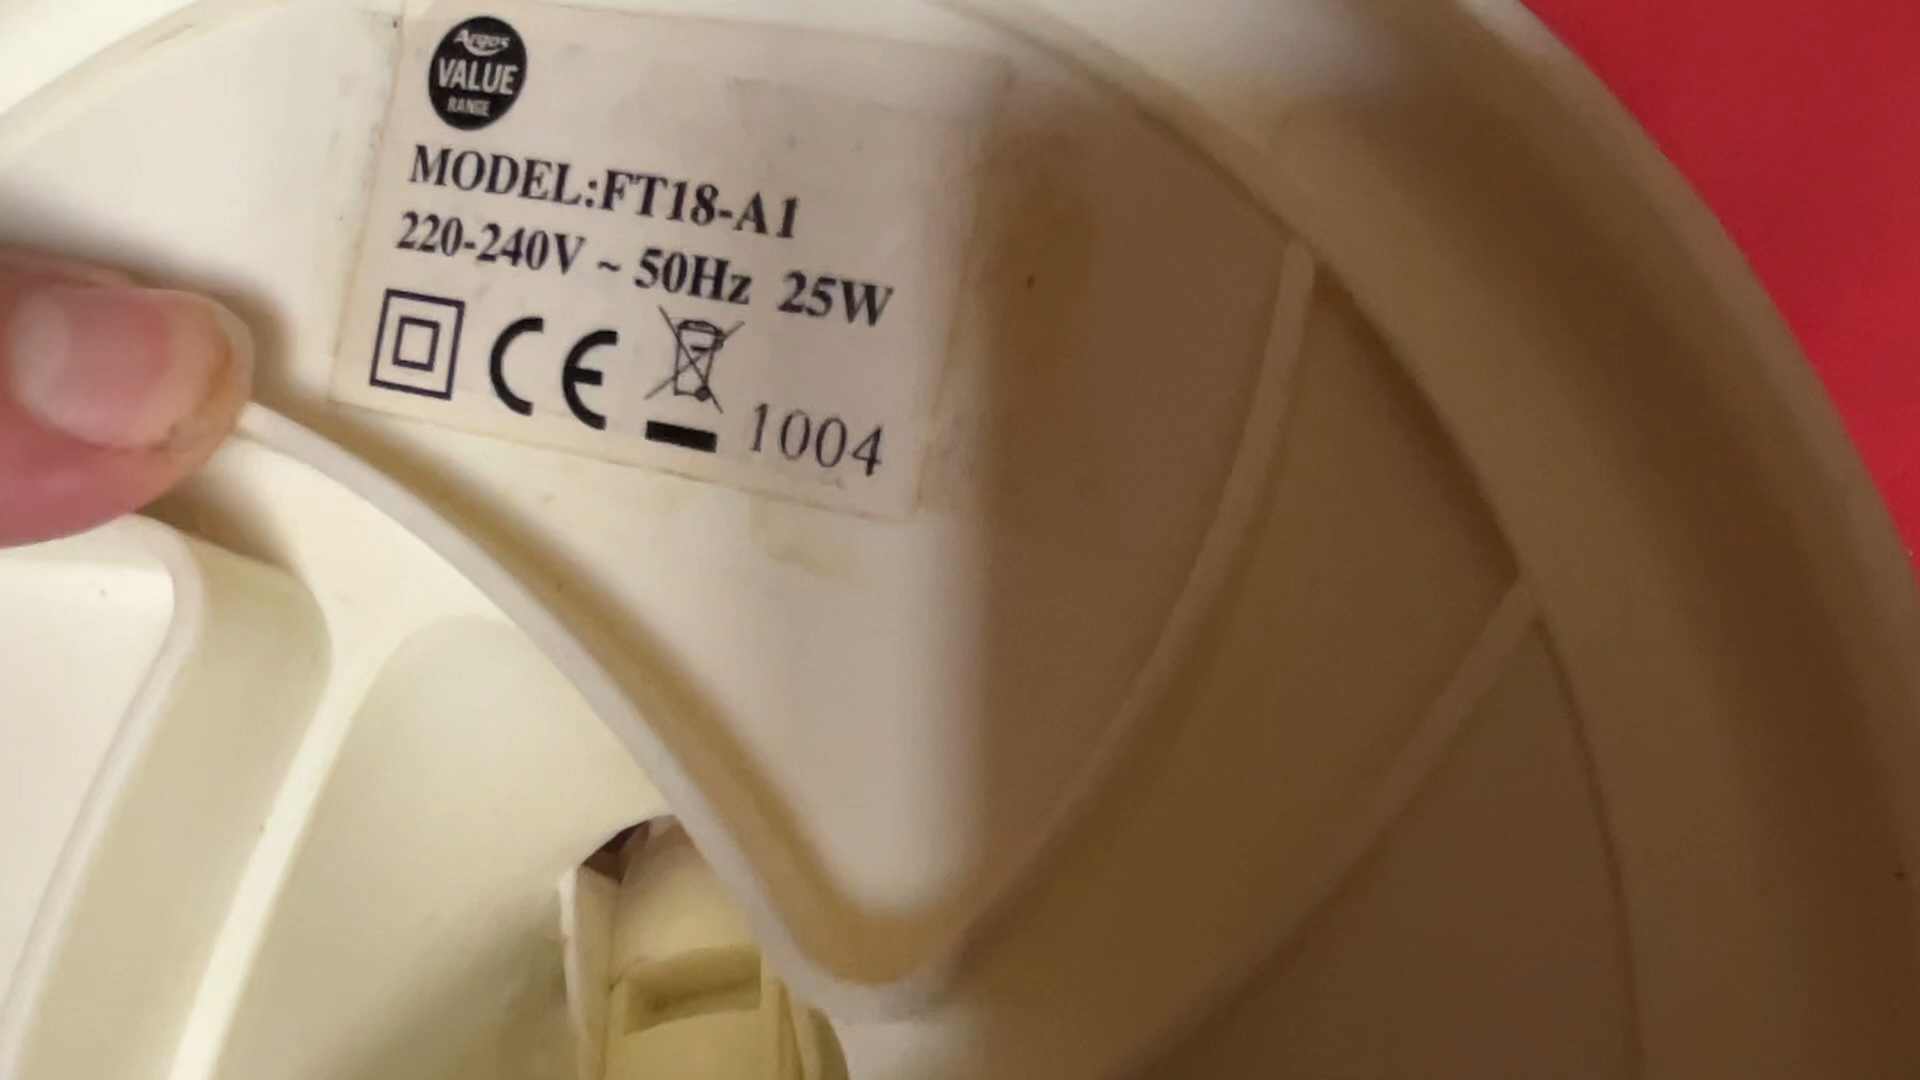 Argos
VALUE
RANGE
MODEL:FT18-A1
220-240V ~ 50Hz 25W
CE
1004